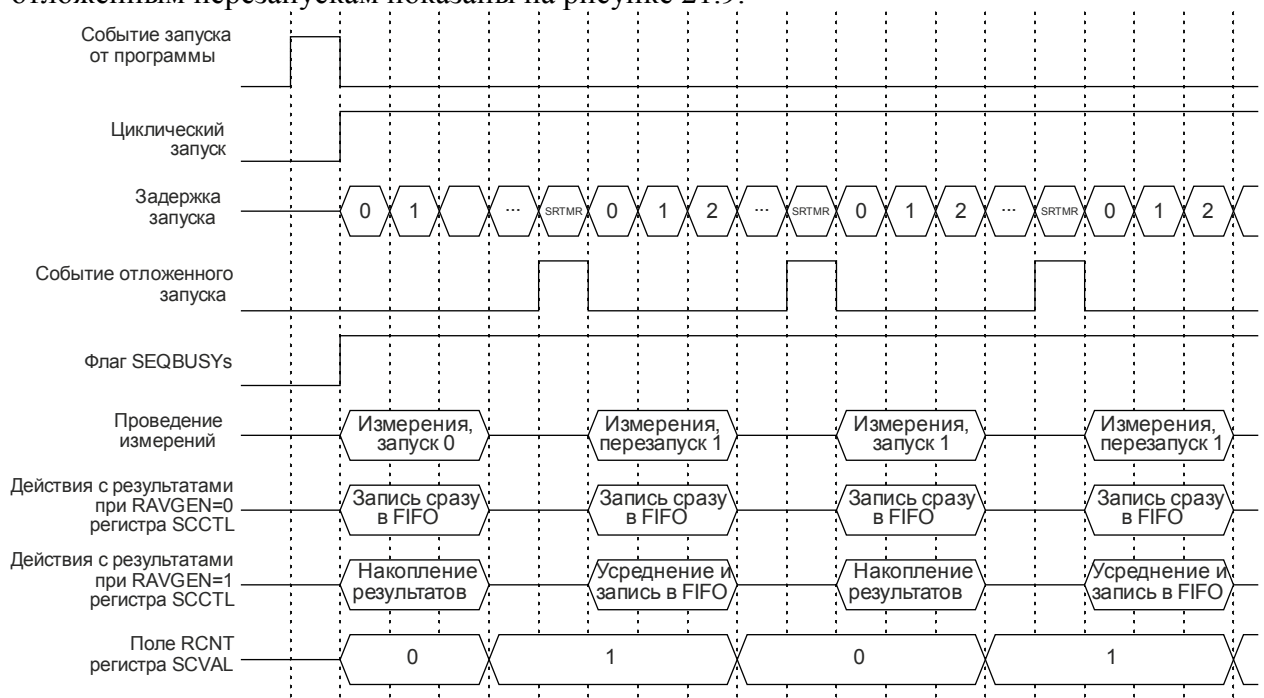 отложенным перезапускам показаны на рисунке 21.9.
Событие запуска
от программы
Циклический
запуск
Задержка
запуска
0 1 ... SRTMR 0 1 2 ... SRTMR 0 1 2 ... SRTMR 0 1 2
Событие отложенного
запуска
Флаг SEQBUSYs
Проведение
измерений
Измерения,
запуск 0
Измерения,
перезапуск 1
Измерения,
запуск 1
Измерения,
перезапуск 1
Действия с результатами
при RAVGEN=0
регистра SCCTL
Запись сразу
в FIFO
Запись сразу
в FIFO
Запись сразу
в FIFO
Запись сразу
в FIFO
Действия с результатами
при RAVGEN=1
регистра SCCTL
Накопление
результатов
Усреднение и
запись в FIFO
Накопление
результатов
Усреднение и
запись в FIFO
Поле RCNT
регистра SCVAL
0 1 0 1